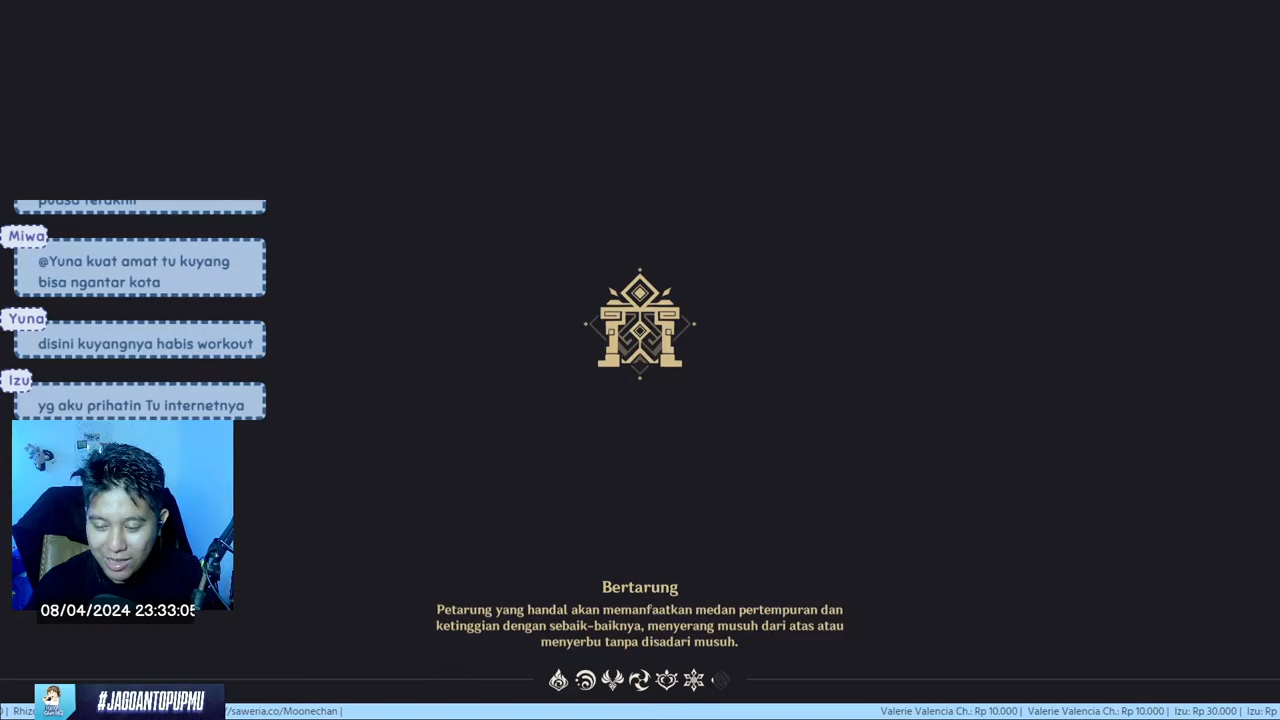 puasa terakhir
Miwa
@Yuna kuat amat tu kuyang
bisa ngantar kota
Yuna
disini kuyangnya habis workout
Izu
yg aku prihatin Tu internetnya
08/04/2024 23:33:05
Bertarung
Petarung yang handal akan memanfaatkan medan pertempuran dan
ketinggian dengan sebaik-baiknya, menyerang musuh dari atas atau
menyerbu tanpa disadari musuh.
#JAGOANTOPUPMU
| Rhizo /saweria.co/Moonechan | Valerie Valencia Ch.: Rp 10.000 | Valerie Valencia Ch.: Rp 10.000 | Izu: Rp 30.000 | Izu: Rp